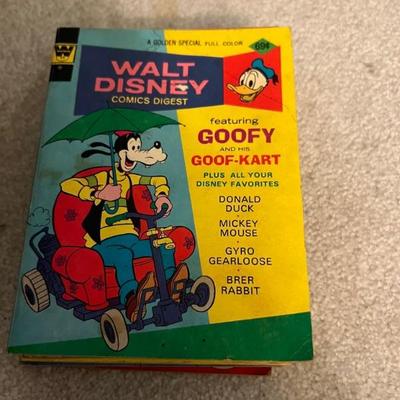 W
A GOLDEN SPECIAL FULL COLOR
69¢
WALT
DISNEY
COMICS DIGEST
featuring
GOOFY
AND HIS
GOOF-KART
PLUS ALL YOUR
DISNEY FAVORITES
DONALD
DUCK
•
MICKEY
MOUSE
•
GYRO
GEARLOOSE
•
BRER
RABBIT